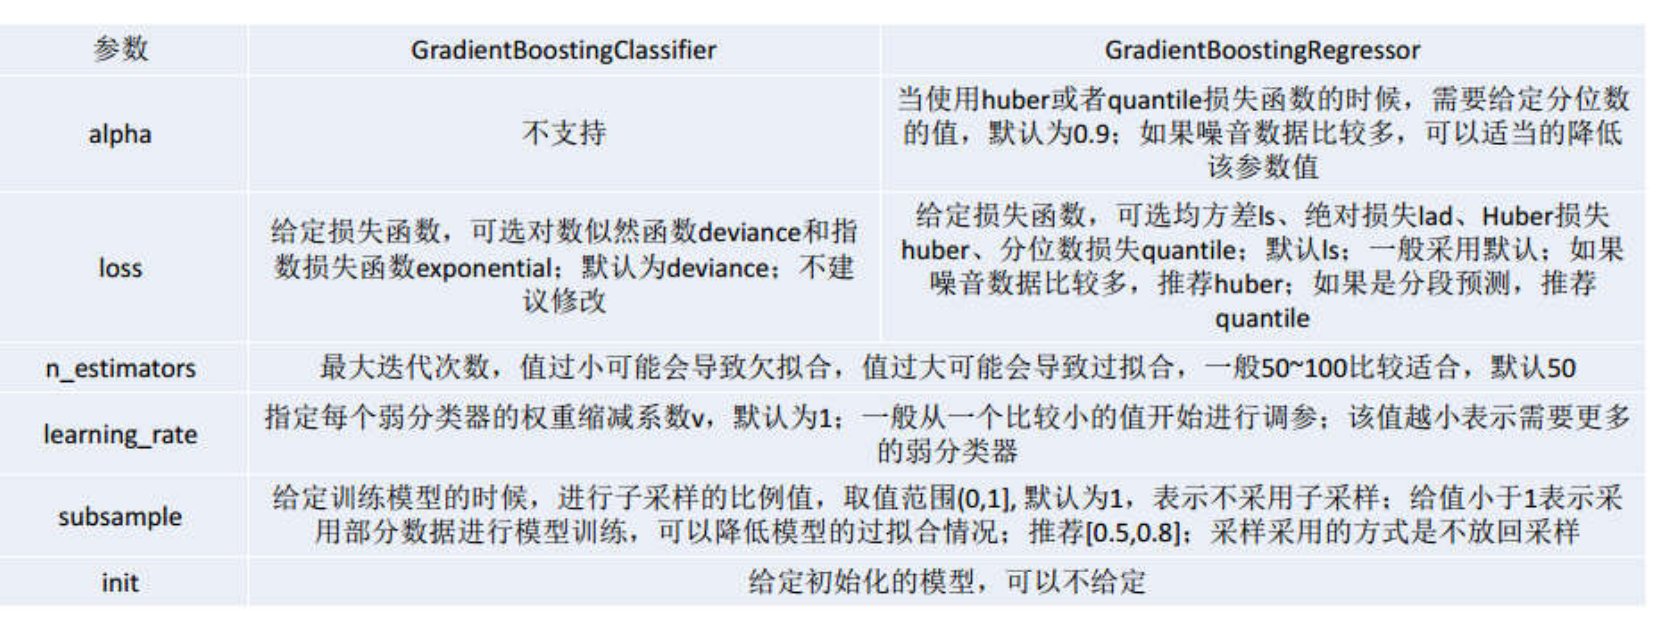 参数 GradientBoostingClassifier GradientBoostingRegressor
alpha
不支持
当使用huber或者quantile损失函数的时候，需要给定分位数
的值，默认为0.9；如果噪音数据比较多，可以适当的降低
该参数值
loss
给定损失函数，可选对数似然函数deviance和指
数损失函数exponential；默认为deviance；不建
议修改
给定损失函数，可选均方差ls、绝对损失lad、Huber损失
huber、分位数损失quantile；默认ls；一般采用默认；如果
噪音数据比较多，推荐huber；如果是分段预测，推荐
quantile
n_estimators
最大迭代次数，值过小可能会导致欠拟合，值过大可能会导致过拟合，一般50~100比较适合，默认50
learning_rate
指定每个弱分类器的权重缩减系数v，默认为1；一般从一个比较小的值开始进行调参；该值越小表示需要更多
的弱分类器
subsample
给定训练模型的时候，进行子采样的比例值，取值范围(0,1], 默认为1，表示不采用子采样；给值小于1表示采
用部分数据进行模型训练，可以降低模型的过拟合情况；推荐[0.5,0.8]；采样采用的方式是不放回采样
init
给定初始化的模型，可以不给定